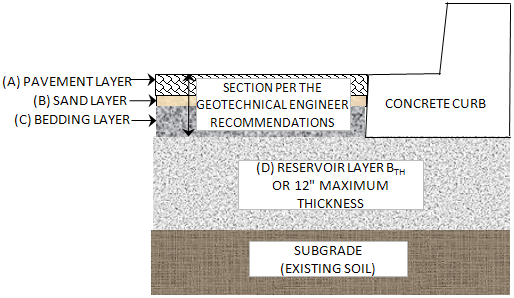 (A) PAVEMENT LAYER
(B) SAND LAYER
(C) BEDDING LAYER
SECTION PER THE
GEOTECHNICAL ENGINEER
RECOMMENDATIONS
CONCRETE CURB
(D) RESERVOIR LAYER BTH
OR 12" MAXIMUM
THICKNESS
SUBGRADE
(EXISTING SOIL)